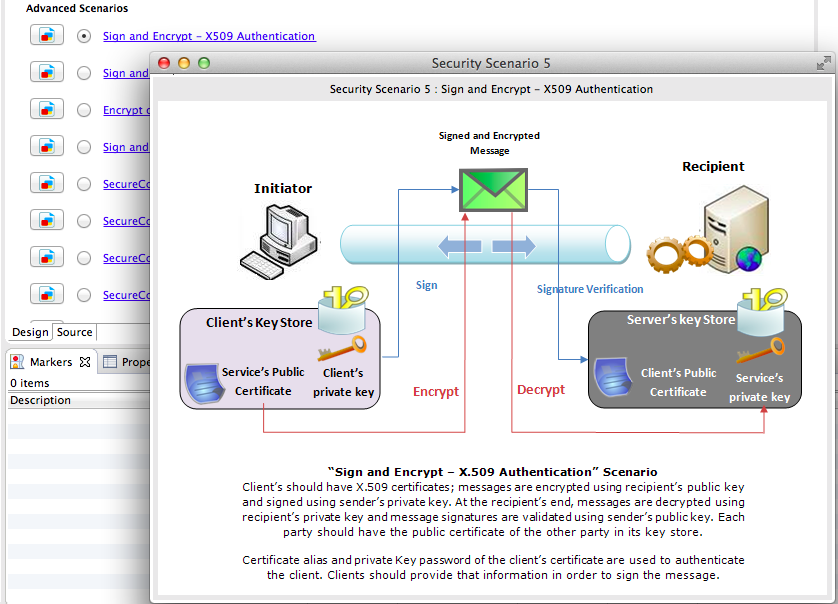 Advanced Scenarios
Sign and Encrypt – X509 Authentication
Sign and
Encrypt
Sign and
SecureCo
SecureCo
SecureCo
SecureCo
Design
Source
Markers
Prope
0 items
Description
Security Scenario 5
Security Scenario 5 : Sign and Encrypt – X509 Authentication
Signed and Encrypted
Message
Initiator
Recipient
Sign
Signature Verification
Client's Key Store
Service's Public
Certificate
Client's
private key
Encrypt
Decrypt
Server's key Store
Client's Public
Certificate
Service's
private key
“Sign and Encrypt – X.509 Authentication” Scenario
Client's should have X.509 certificates; messages are encrypted using recipient's public key
and signed using sender's private key. At the recipient's end, messages are decrypted using
recipient's private key and message signatures are validated using sender's public key. Each
party should have the public certificate of the other party in its key store.
Certificate alias and private Key password of the client's certificate are used to authenticate
the client. Clients should provide that information in order to sign the message.